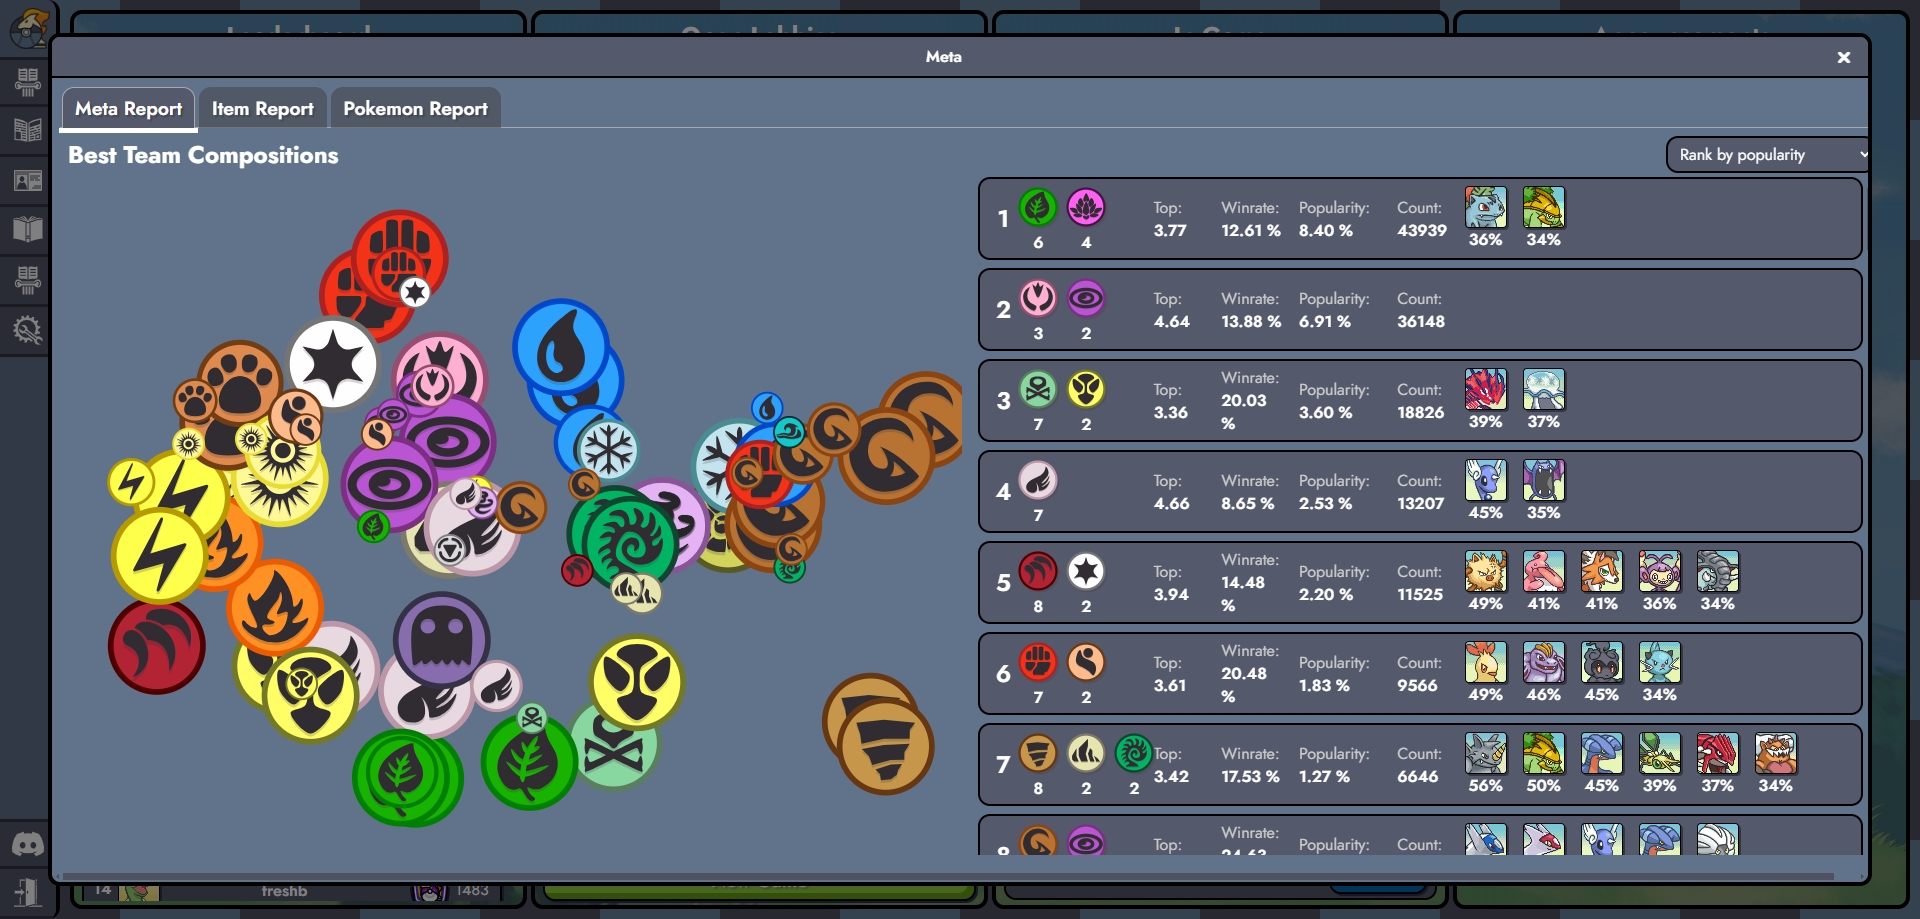 Meta
Meta Report
Item Report
Pokemon Report
Best Team Compositions
Rank by popularity
1
6
4
Top:
3.77
Winrate:
12.61 %
Popularity:
8.40 %
Count:
43939
36%
34%
2
3
2
Top:
4.64
Winrate:
13.88 %
Popularity:
6.91 %
Count:
36148
3
7
2
Top:
3.36
Winrate:
20.03
%
Popularity:
3.60 %
Count:
18826
39%
37%
4
7
Top:
4.66
Winrate:
8.65 %
Popularity:
2.53 %
Count:
13207
45%
35%
5
8
2
Top:
3.94
Winrate:
14.48
%
Popularity:
2.20 %
Count:
11525
49%
41%
41%
36%
34%
6
7
2
Top:
3.61
Winrate:
20.48
%
Popularity:
1.83 %
Count:
9566
49%
46%
45%
34%
7
8
2
2
Top:
3.42
Winrate:
17.53 %
Popularity:
1.27 %
Count:
6646
56%
50%
45%
39%
37%
34%
8
Top:
Winrate:
Popularity:
Count:
14
freshb
1483